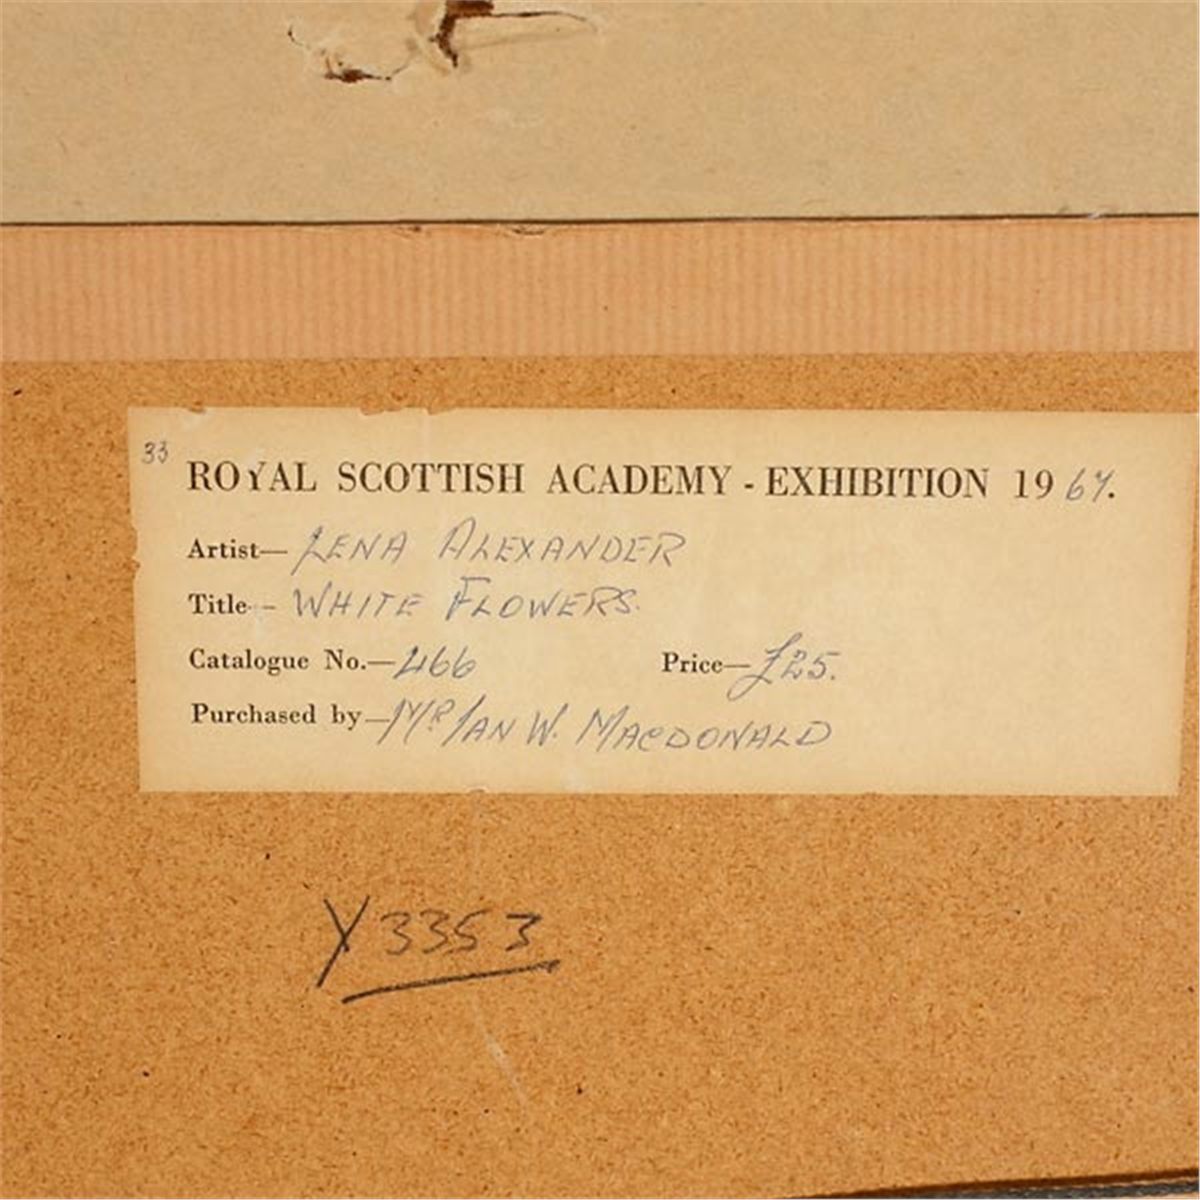 33
ROYAL SCOTTISH ACADEMY - EXHIBITION 1964.
Artist— LENA ALEXANDER
Title— WHITE FLOWERS.
Catalogue No.— 466 Price— £25.
Purchased by— MR IAN W. MACDONALD
Y3353